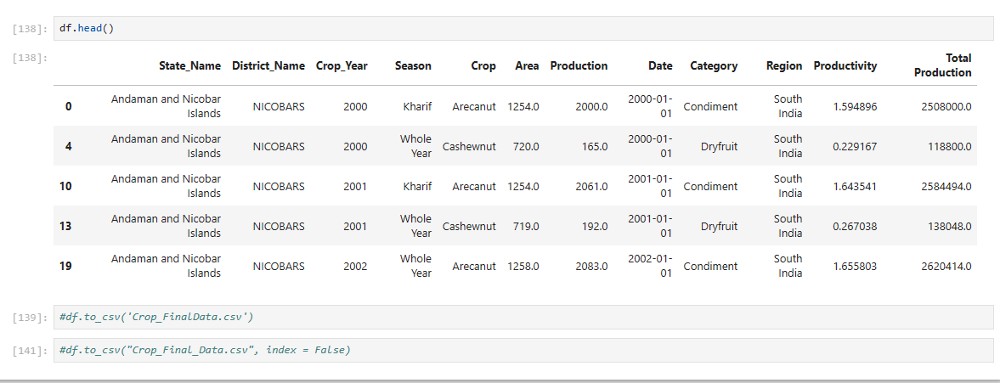 [138]: df.head()
[138]:
State_Name District_Name Crop_Year Season Crop Area Production Date Category Region Productivity Total
Production
0 Andaman and Nicobar
Islands NICOBARS 2000 Kharif Arecanut 1254.0 2000.0 2000-01-
01 Condiment South
India 1.594896 2508000.0
4 Andaman and Nicobar
Islands NICOBARS 2000 Whole
Year Cashewnut 720.0 165.0 2000-01-
01 Dryfruit South
India 0.229167 118800.0
10 Andaman and Nicobar
Islands NICOBARS 2001 Kharif Arecanut 1254.0 2061.0 2001-01-
01 Condiment South
India 1.643541 2584494.0
13 Andaman and Nicobar
Islands NICOBARS 2001 Whole
Year Cashewnut 719.0 192.0 2001-01-
01 Dryfruit South
India 0.267038 138048.0
19 Andaman and Nicobar
Islands NICOBARS 2002 Whole
Year Arecanut 1258.0 2083.0 2002-01-
01 Condiment South
India 1.655803 2620414.0
[139]: #df.to_csv('Crop_FinalData.csv')
[141]: #df.to_csv("Crop_Final_Data.csv", index = False)